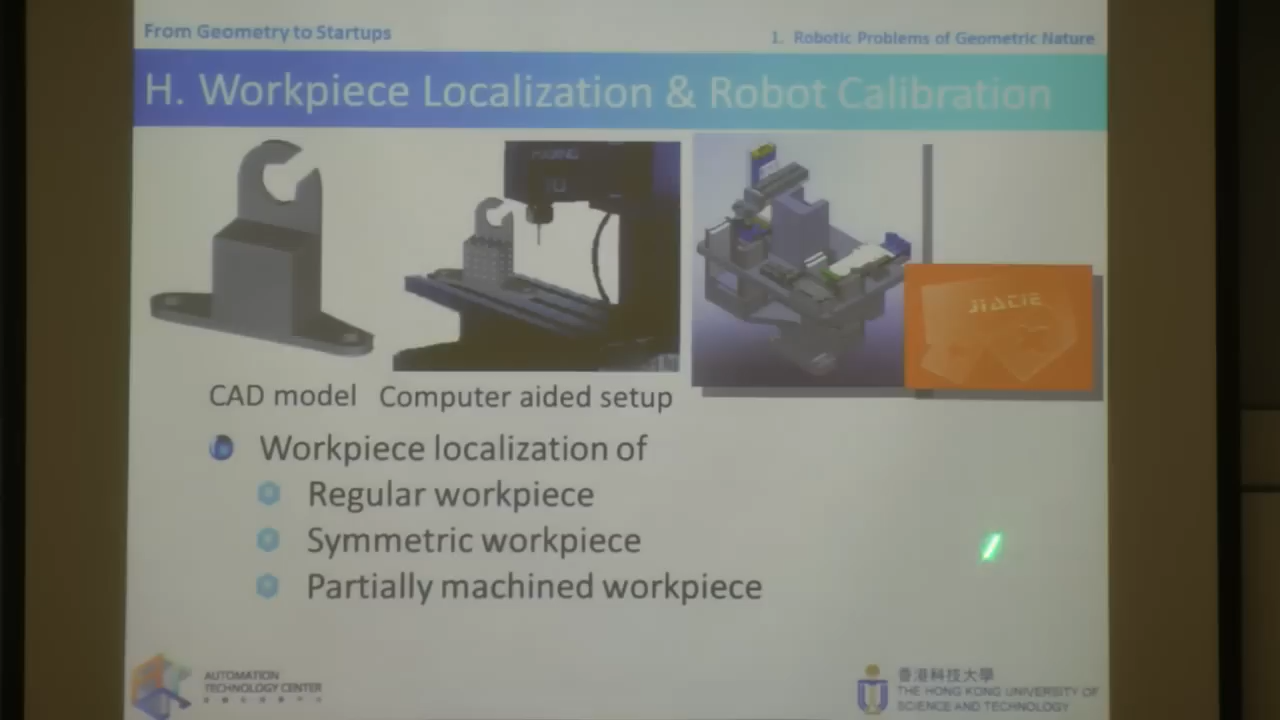 From Geometry to Startups
1. Robotic Problems of Geometric Nature
H. Workpiece Localization & Robot Calibration
JIACIE
CAD model
Computer aided setup
Workpiece localization of
Regular workpiece
Symmetric workpiece
Partially machined workpiece
AUTOMATION
TECHNOLOGY CENTER
香港科技大學
THE HONG KONG UNIVERSITY OF
SCIENCE AND TECHNOLOGY